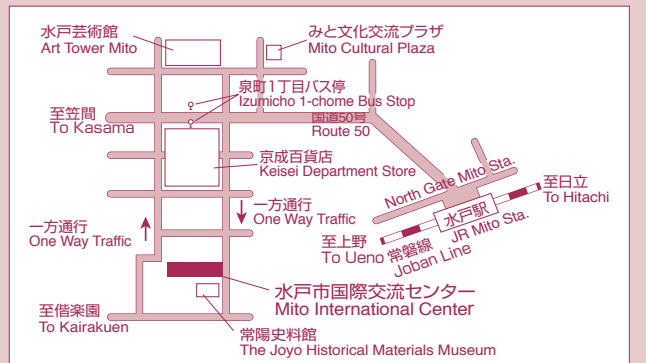 水戸芸術館
Art Tower Mito
みと文化交流プラザ
Mito Cultural Plaza
泉町1丁目バス停
Izumicho 1-chome Bus Stop
至笠間
To Kasama
国道50号
Route 50
京成百貨店
Keisei Department Store
North Gate Mito Sta.
至日立
To Hitachi
水戸駅
JR Mito Sta.
一方通行
One Way Traffic
一方通行
One Way Traffic
至上野
To Ueno
常磐線
Joban Line
水戸市国際交流センター
Mito International Center
至偕楽園
To Kairakuen
常陽史料館
The Joyo Historical Materials Museum